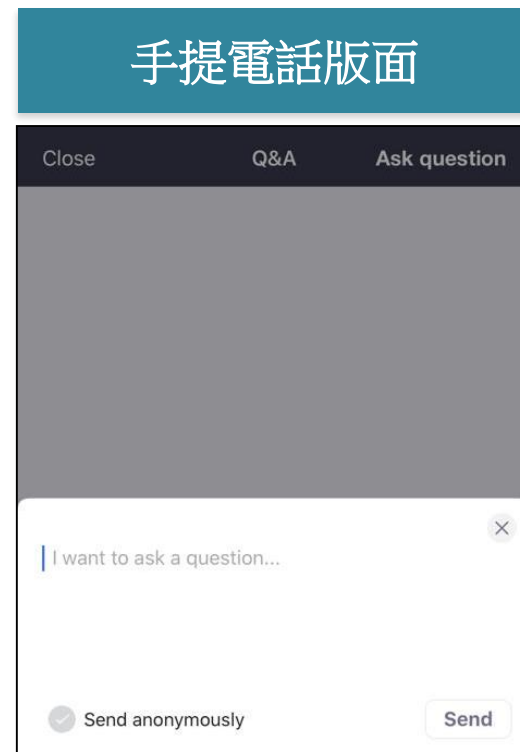 手提電話版面
Close Q&A Ask question
I want to ask a question...
Send anonymously Send